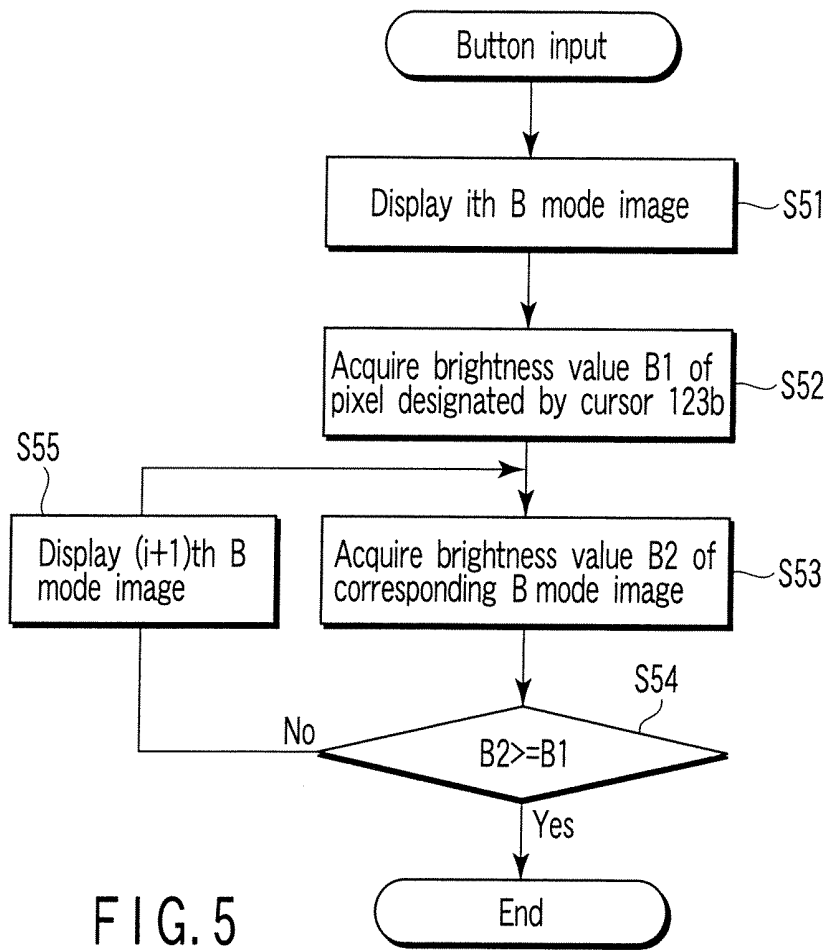 Button input
Display ith B mode image
S51
Acquire brightness value B1 of
pixel designated by cursor 123b
S52
S55
Display (i+1)th B
mode image
Acquire brightness value B2 of
corresponding B mode image
S53
S54
No
B2>=B1
Yes
End
FIG. 5